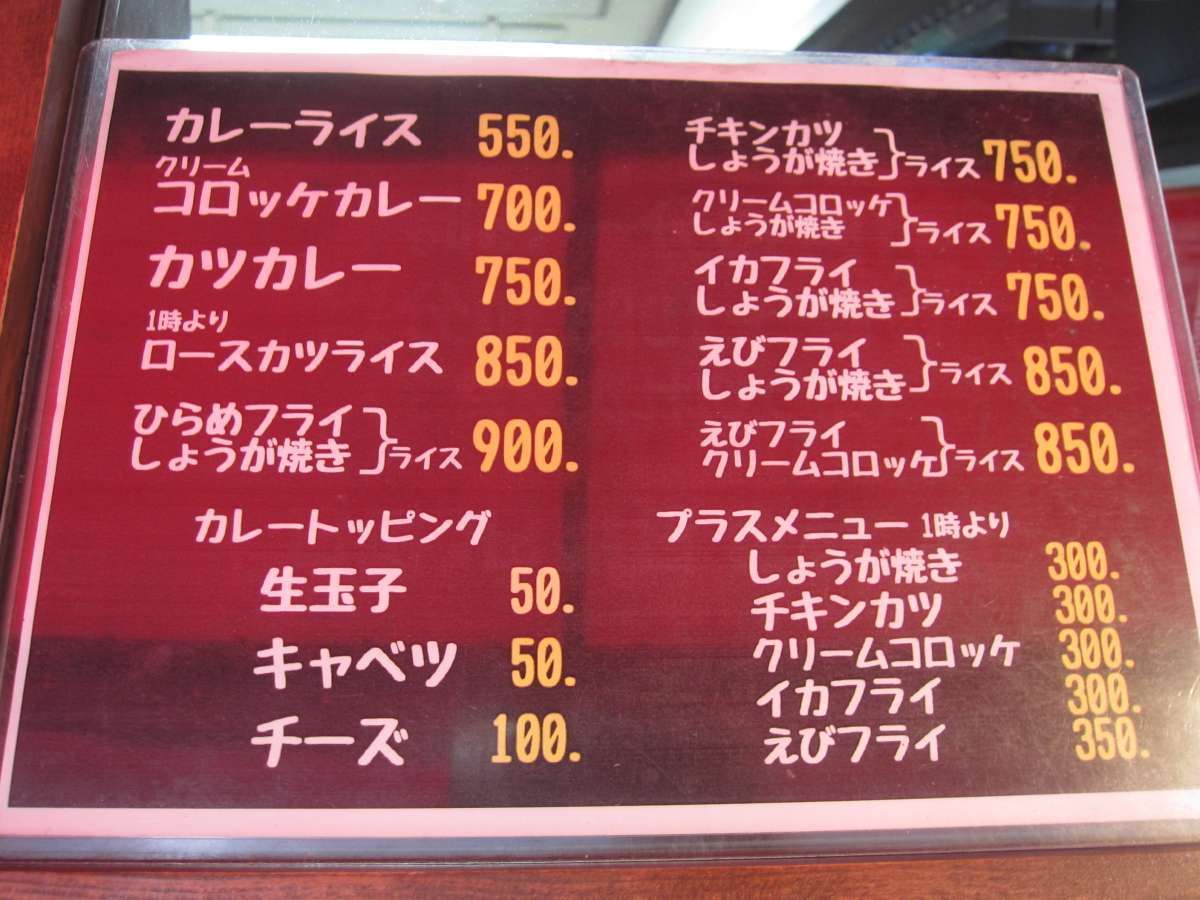 カレーライス 550.
クリーム
コロッケカレー 700.
カツカレー 750.
1時より
ロースカツライス 850.
ひらめフライ
しょうが焼き}ライス 900.
カレートッピング
生玉子 50.
キャベツ 50.
チーズ 100.
チキンカツ
しょうが焼き}ライス 750.
クリームコロッケ
しょうが焼き}ライス 750.
イカフライ
しょうが焼き}ライス 750.
えびフライ
しょうが焼き}ライス 850.
えびフライ
クリームコロッケ}ライス 850.
プラスメニュー 1時より
しょうが焼き 300.
チキンカツ 300.
クリームコロッケ 300.
イカフライ 300.
えびフライ 350.